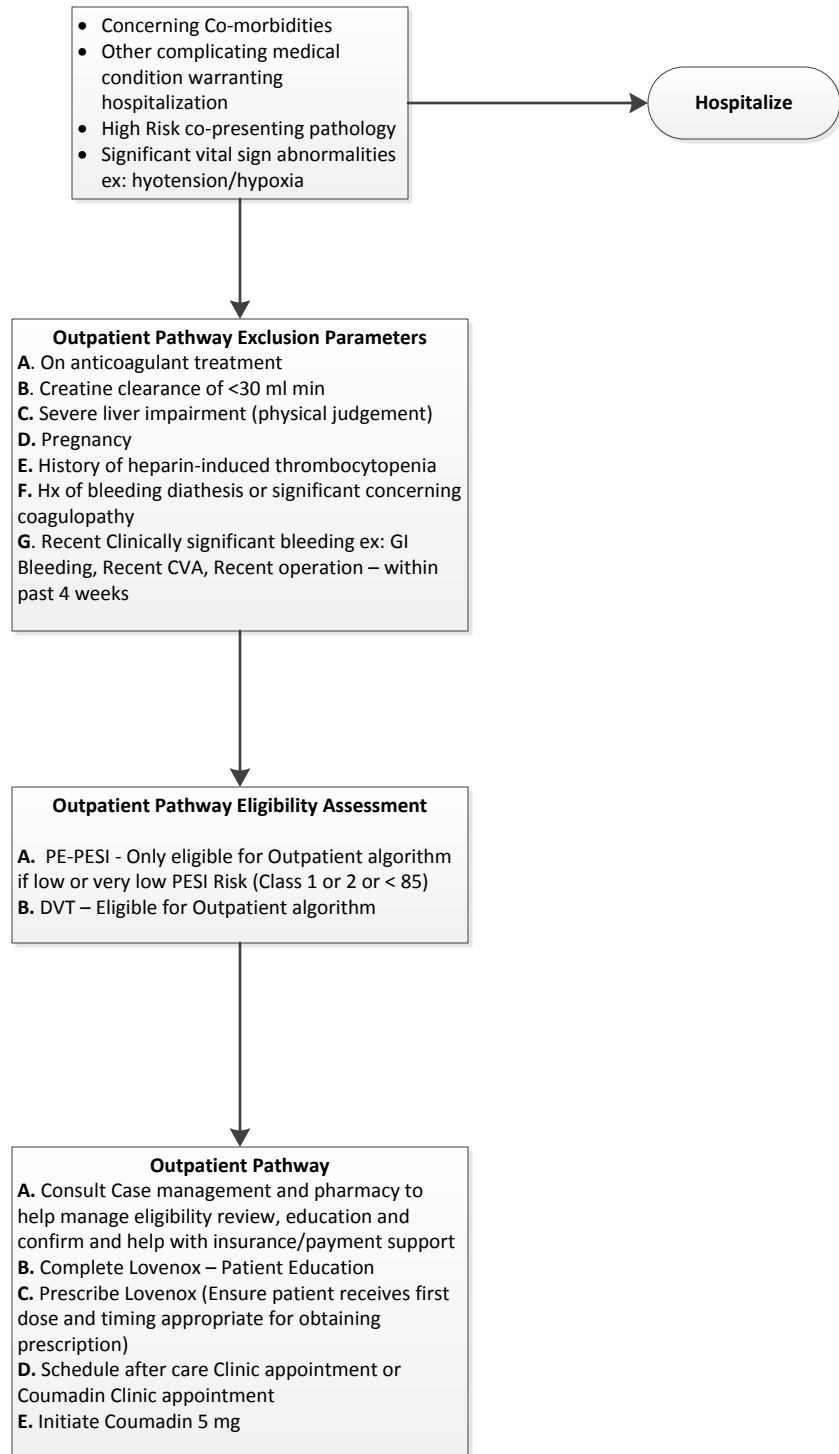 • Concerning Co-morbidities
• Other complicating medical
condition warranting
hospitalization
• High Risk co-presenting pathology
• Significant vital sign abnormalities
ex: hyotension/hypoxia
Hospitalize
Outpatient Pathway Exclusion Parameters
A. On anticoagulant treatment
B. Creatine clearance of <30 ml min
C. Severe liver impairment (physical judgement)
D. Pregnancy
E. History of heparin-induced thrombocytopenia
F. Hx of bleeding diathesis or significant concerning
coagulopathy
G. Recent Clinically significant bleeding ex: GI
Bleeding, Recent CVA, Recent operation – within
past 4 weeks
Outpatient Pathway Eligibility Assessment
A. PE-PESI - Only eligible for Outpatient algorithm
if low or very low PESI Risk (Class 1 or 2 or < 85)
B. DVT – Eligible for Outpatient algorithm
Outpatient Pathway
A. Consult Case management and pharmacy to
help manage eligibility review, education and
confirm and help with insurance/payment support
B. Complete Lovenox – Patient Education
C. Prescribe Lovenox (Ensure patient receives first
dose and timing appropriate for obtaining
prescription)
D. Schedule after care Clinic appointment or
Coumadin Clinic appointment
E. Initiate Coumadin 5 mg